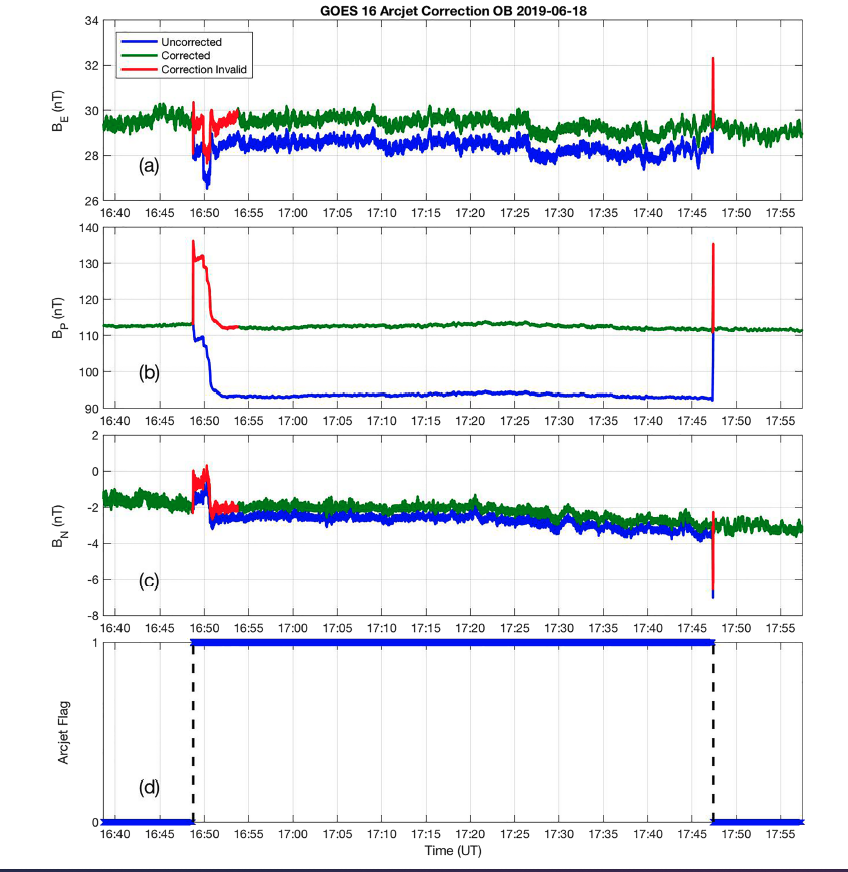 GOES 16 Arcjet Correction OB 2019-06-18
34
32
30
28
26
B_E (nT)
Uncorrected
Corrected
Correction Invalid
(a)
16:40 16:45 16:50 16:55 17:00 17:05 17:10 17:15 17:20 17:25 17:30 17:35 17:40 17:45 17:50 17:55
140
130
120
110
100
90
B_P (nT)
(b)
16:40 16:45 16:50 16:55 17:00 17:05 17:10 17:15 17:20 17:25 17:30 17:35 17:40 17:45 17:50 17:55
2
0
-2
-4
-6
-8
B_N (nT)
(c)
16:40 16:45 16:50 16:55 17:00 17:05 17:10 17:15 17:20 17:25 17:30 17:35 17:40 17:45 17:50 17:55
1
0
Arcjet Flag
(d)
16:40 16:45 16:50 16:55 17:00 17:05 17:10 17:15 17:20 17:25 17:30 17:35 17:40 17:45 17:50 17:55
Time (UT)